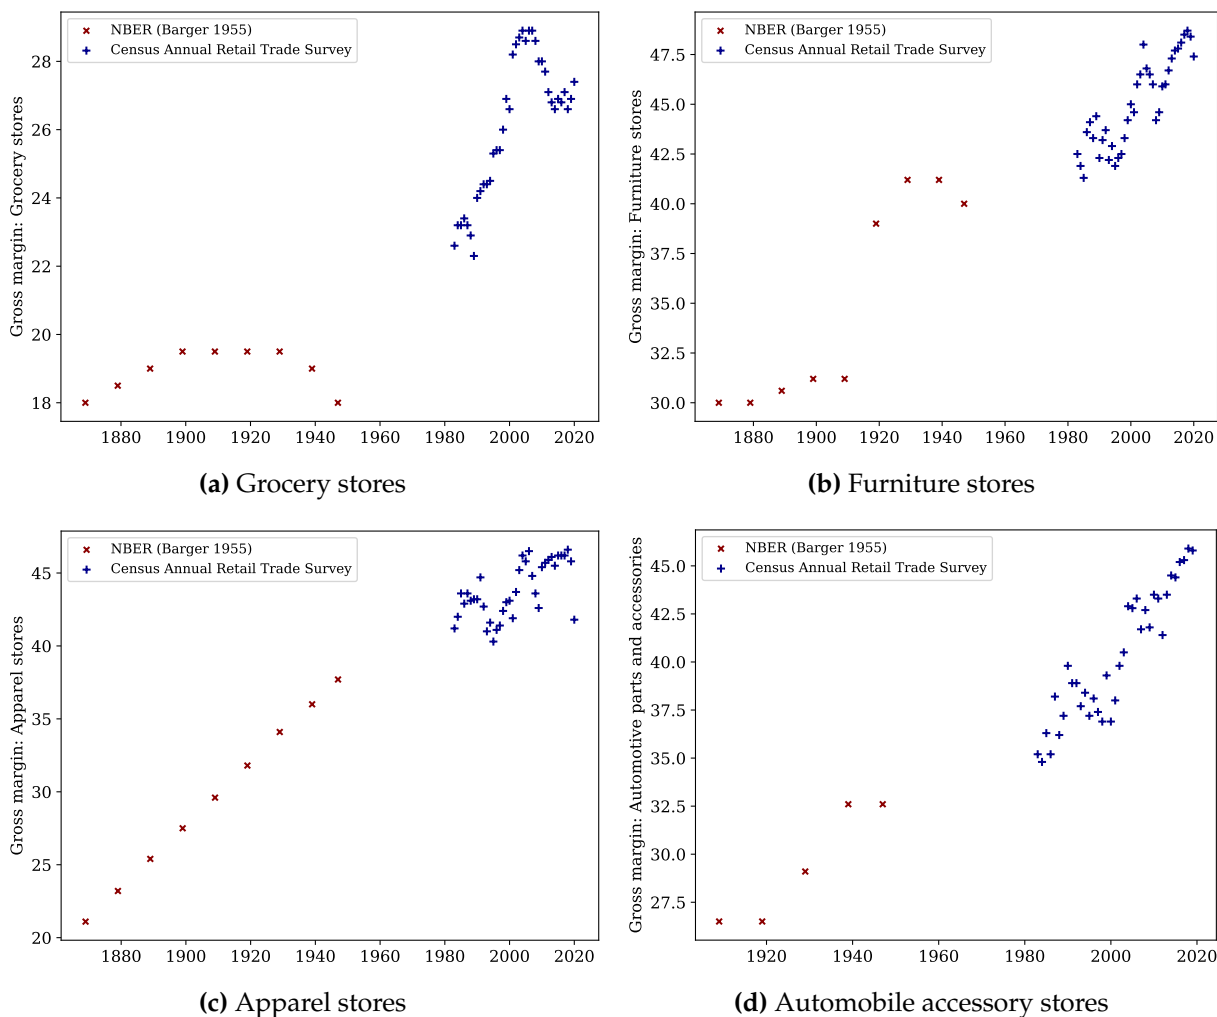 NBER (Barger 1955)
Census Annual Retail Trade Survey
Gross margin: Grocery stores
28
26
24
22
20
18
1880 1900 1920 1940 1960 1980 2000 2020
(a) Grocery stores
NBER (Barger 1955)
Census Annual Retail Trade Survey
Gross margin: Furniture stores
47.5
45.0
42.5
40.0
37.5
35.0
32.5
30.0
1880 1900 1920 1940 1960 1980 2000 2020
(b) Furniture stores
NBER (Barger 1955)
Census Annual Retail Trade Survey
Gross margin: Apparel stores
45
40
35
30
25
20
1880 1900 1920 1940 1960 1980 2000 2020
(c) Apparel stores
NBER (Barger 1955)
Census Annual Retail Trade Survey
Gross margin: Automotive parts and accessories
45.0
42.5
40.0
37.5
35.0
32.5
30.0
27.5
1920 1940 1960 1980 2000 2020
(d) Automobile accessory stores